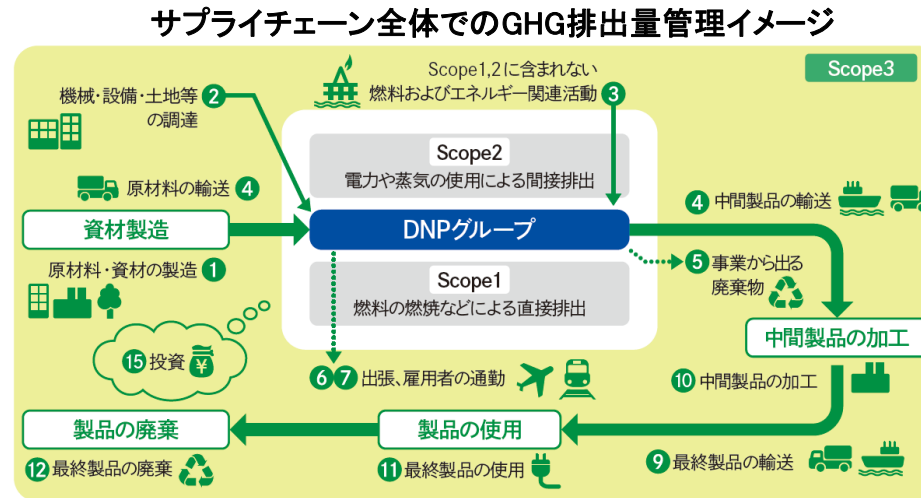 サプライチェーン全体でのGHG排出量管理イメージ
Scope3
Scope1,2に含まれない
燃料およびエネルギー関連活動 3
機械・設備・土地等 2
の調達
Scope2
電力や蒸気の使用による間接排出
原材料の輸送 4
4 中間製品の輸送
資材製造
DNPグループ
原材料・資材の製造 1
5 事業から出る
廃棄物
Scope1
燃料の燃焼などによる直接排出
中間製品の加工
15 投資 ¥
6 7 出張、雇用者の通勤
10 中間製品の加工
製品の廃棄
製品の使用
12 最終製品の廃棄
11 最終製品の使用
9 最終製品の輸送